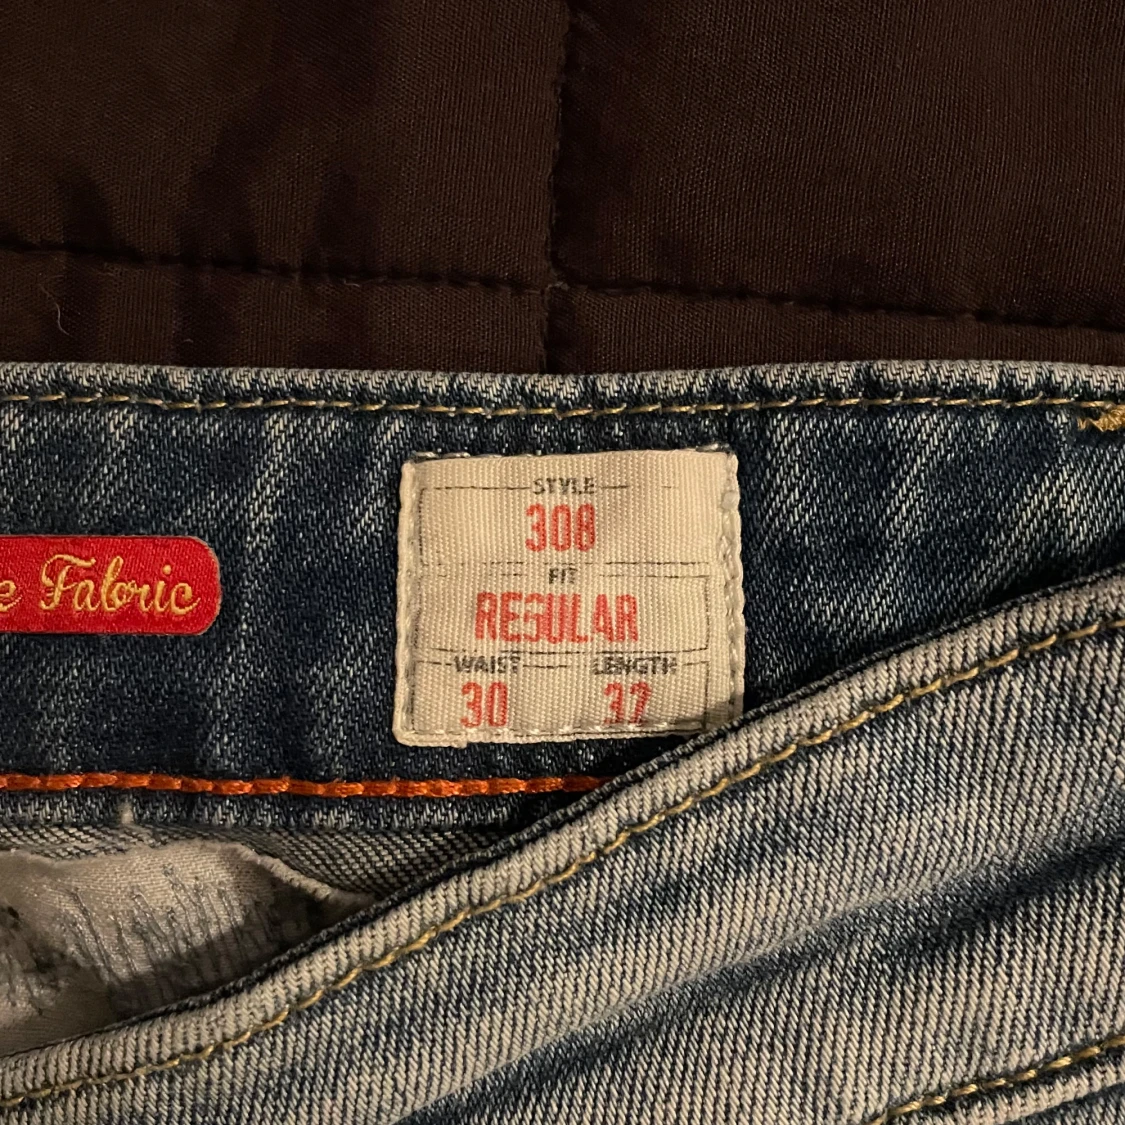 STYLE
308
e Fabric
FIT
REGULAR
WAIST LENGTH
30 32